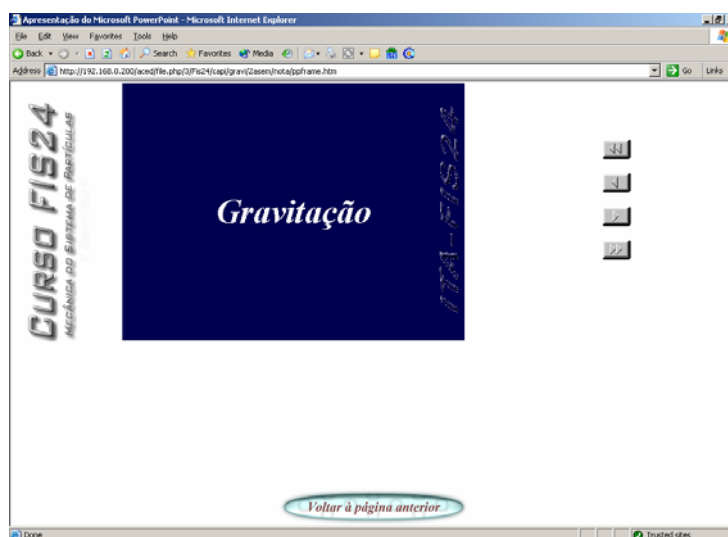 Apresentação do Microsoft PowerPoint - Microsoft Internet Explorer
File Edit View Favorites Tools Help
Back Search Favorites Media
Address http://192.168.0.200/aced/file.php/3/Fis24/capi/gravi/2asem/nota/ppframe.htm Go Links
CURSO FIS24
MECÂNICA DO SISTEMA DE PARTÍCULAS
Gravitação
ITA-FIS24
Voltar à página anterior
Done Trusted sites